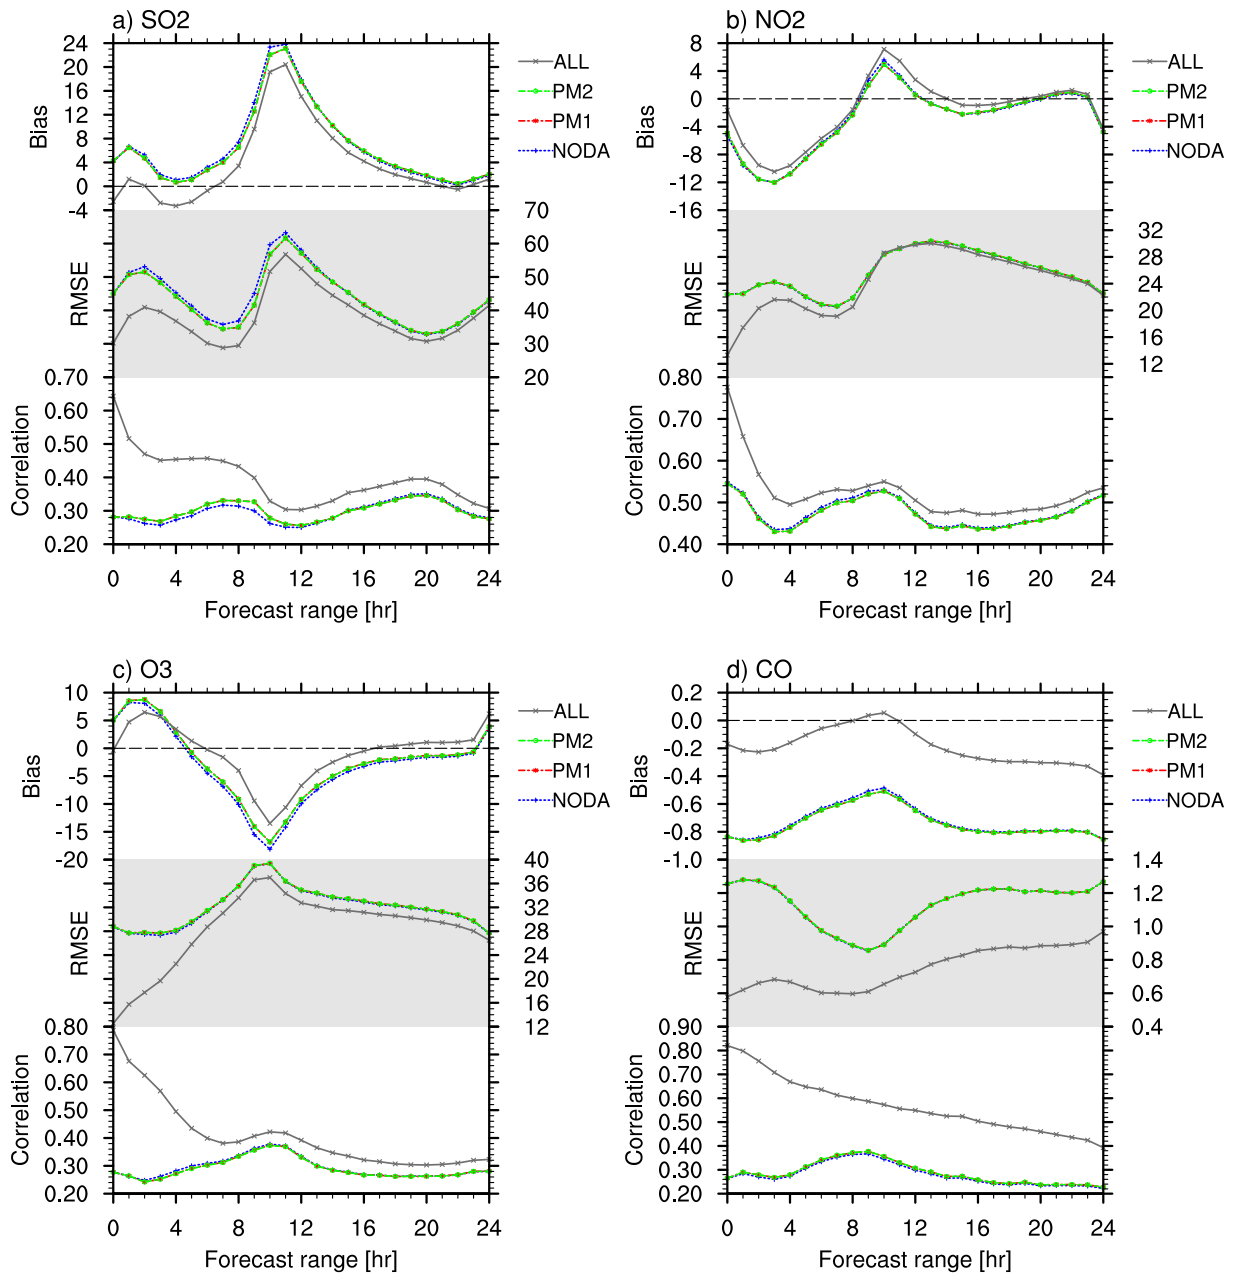 a) SO2
24
20
16
12
8
4
0
-4
Bias
70
60
50
40
30
20
RMSE
0.70
0.60
0.50
0.40
0.30
0.20
Correlation
0 4 8 12 16 20 24
Forecast range [hr]
ALL
PM2
PM1
NODA
b) NO2
8
4
0
-4
-8
-12
-16
Bias
32
28
24
20
16
12
RMSE
0.80
0.70
0.60
0.50
0.40
Correlation
0 4 8 12 16 20 24
Forecast range [hr]
ALL
PM2
PM1
NODA
c) O3
10
5
0
-5
-10
-15
-20
Bias
40
36
32
28
24
20
16
12
RMSE
0.80
0.70
0.60
0.50
0.40
0.30
0.20
Correlation
0 4 8 12 16 20 24
Forecast range [hr]
ALL
PM2
PM1
NODA
d) CO
0.2
0.0
-0.2
-0.4
-0.6
-0.8
-1.0
Bias
1.4
1.2
1.0
0.8
0.6
0.4
RMSE
0.90
0.80
0.70
0.60
0.50
0.40
0.30
0.20
Correlation
0 4 8 12 16 20 24
Forecast range [hr]
ALL
PM2
PM1
NODA